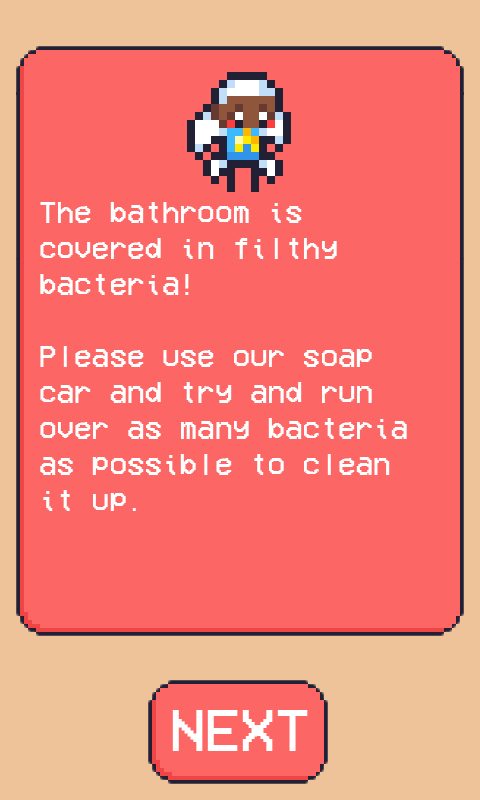 The bathroom is
covered in filthy
bacteria!
Please use our soap
car and try and run
over as many bacteria
as possible to clean
it up.
NEXT